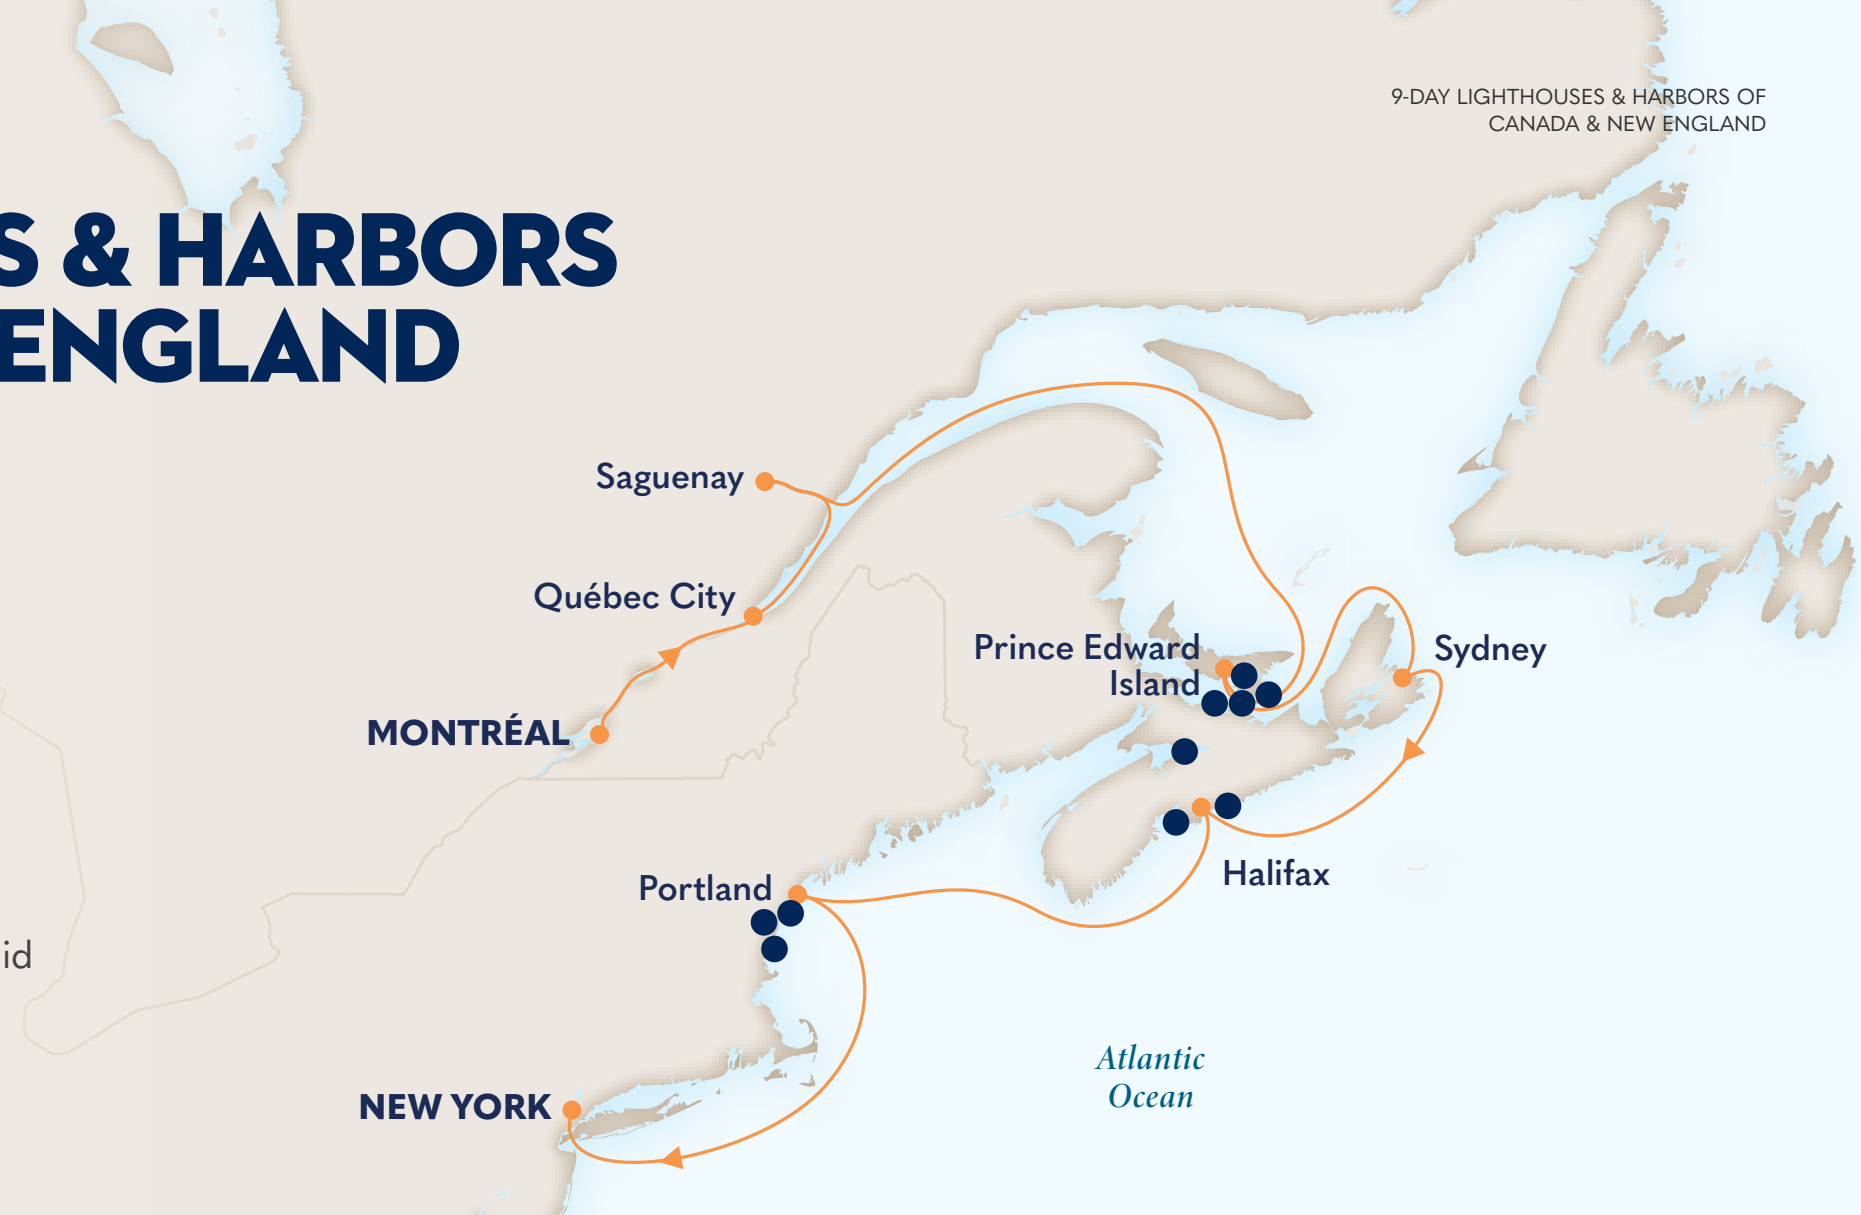 9-DAY LIGHTHOUSES & HARBORS OF
CANADA & NEW ENGLAND
S & HARBORS
ENGLAND
Saguenay
Québec City
Prince Edward
Island
Sydney
MONTRÉAL
Halifax
Portland
id
Atlantic
Ocean
NEW YORK